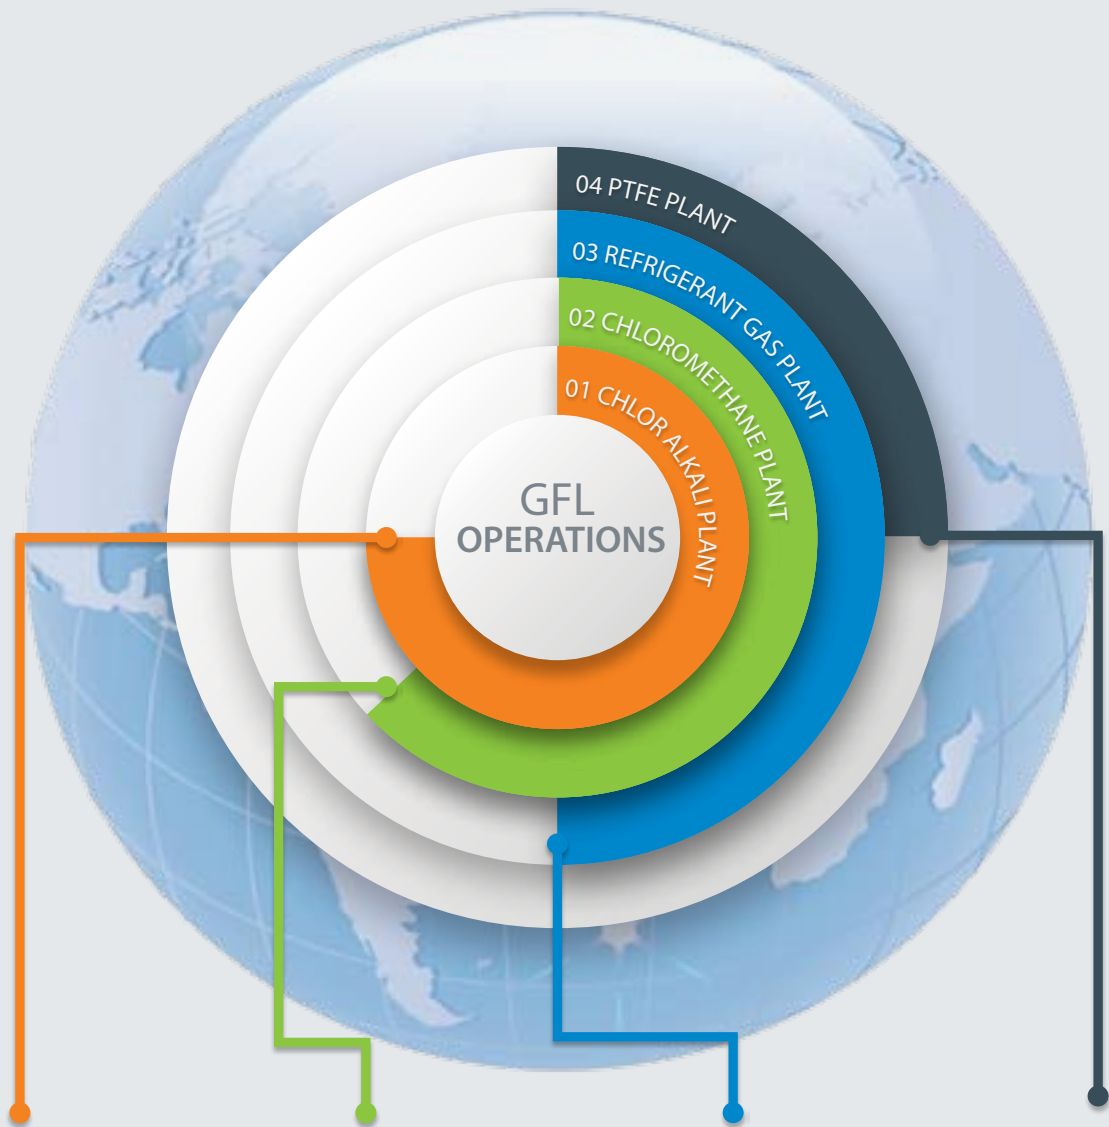 04 PTFE PLANT
03 REFRIGERANT GAS PLANT
02 CHLOROMETHANE PLANT
01 CHLOR ALKALI PLANT
GFL
OPERATIONS